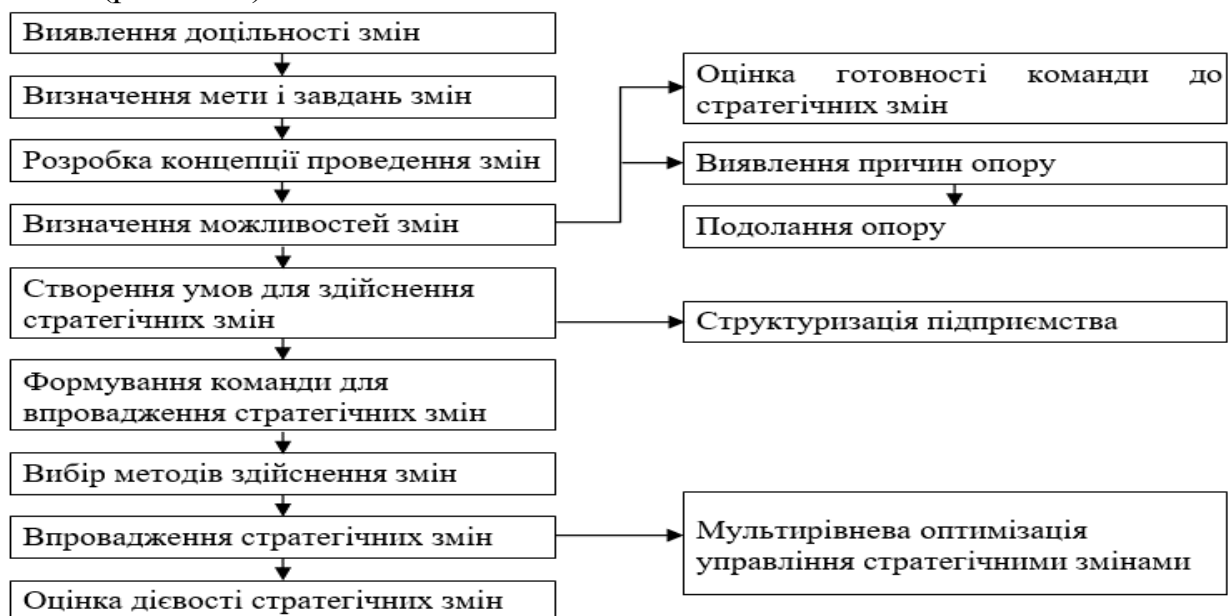 Виявлення доцільності змін
Визначення мети і завдань змін
Розробка концепції проведення змін
Визначення можливостей змін
Створення умов для здійснення
стратегічних змін
Формування команди для
впровадження стратегічних змін
Вибір методів здійснення змін
Впровадження стратегічних змін
Оцінка дієвості стратегічних змін
Оцінка готовності команди до
стратегічних змін
Виявлення причин опору
Подолання опору
Структуризація підприємства
Мультирівнева оптимізація
управління стратегічними змінами